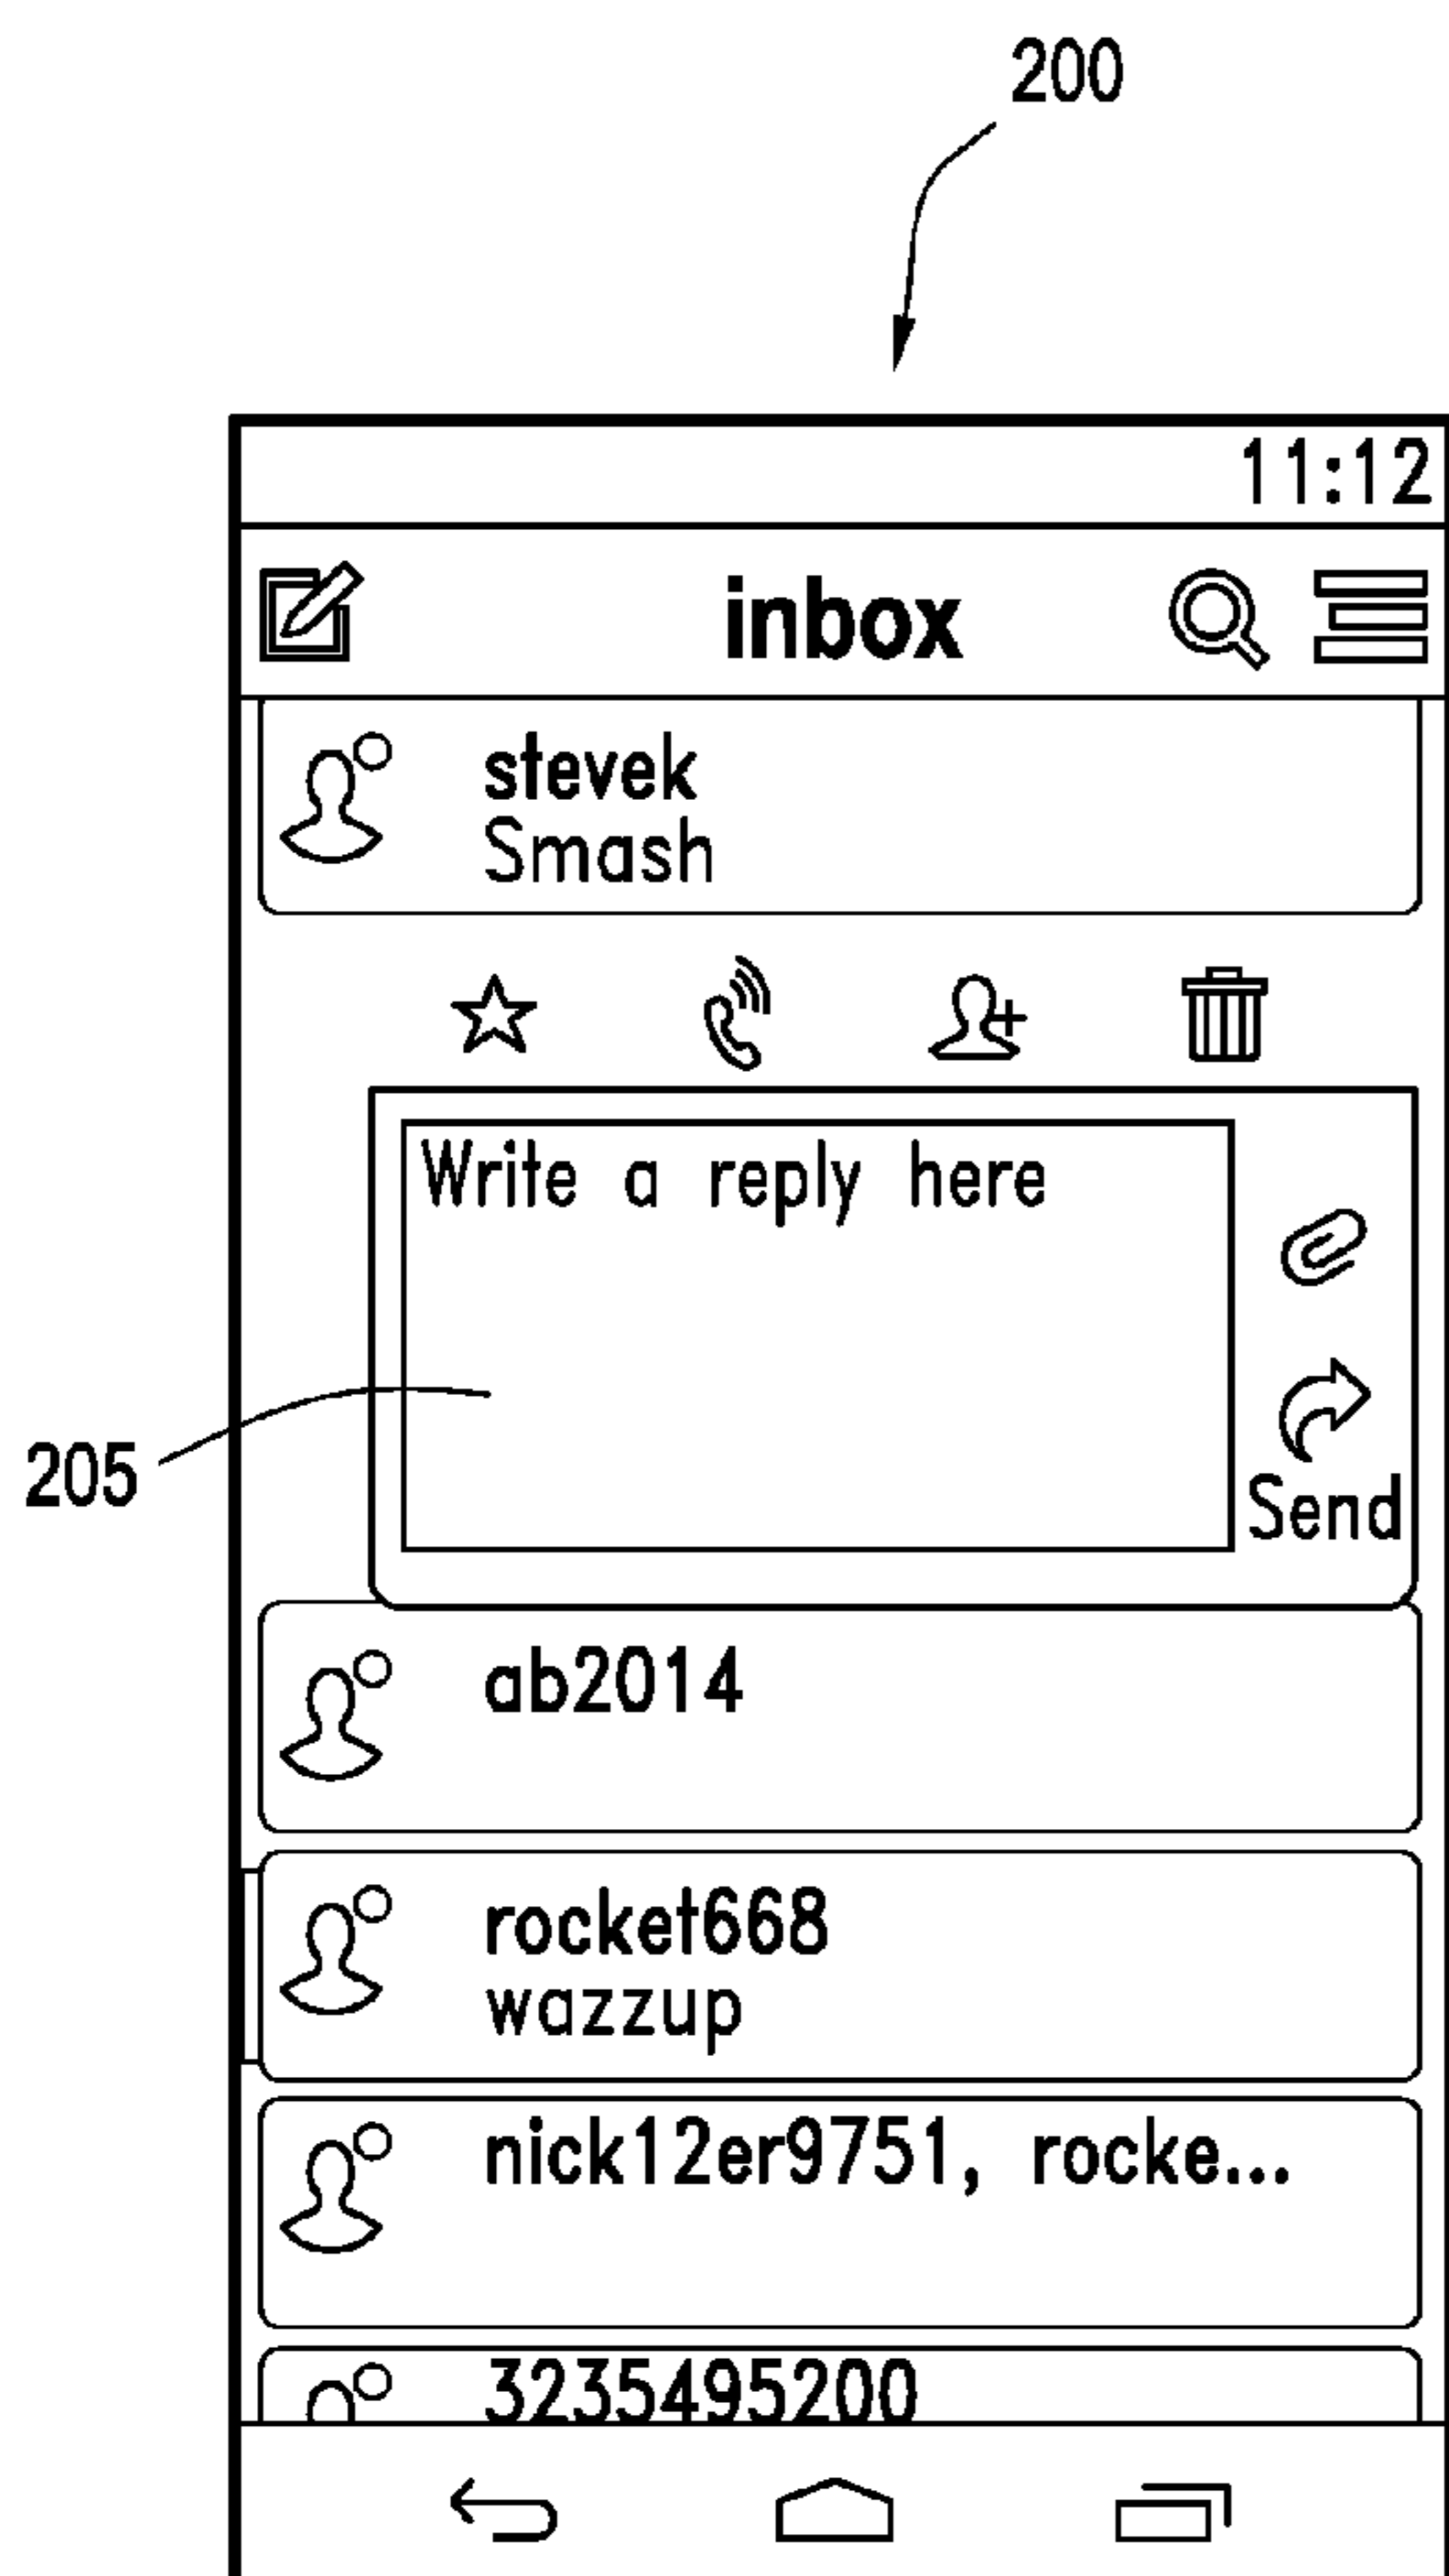 200
11:12
inbox
stevek
Smash
Write a reply here
205
Send
ab2014
rocket668
wazzup
nick12er9751, rocke...
3235495200